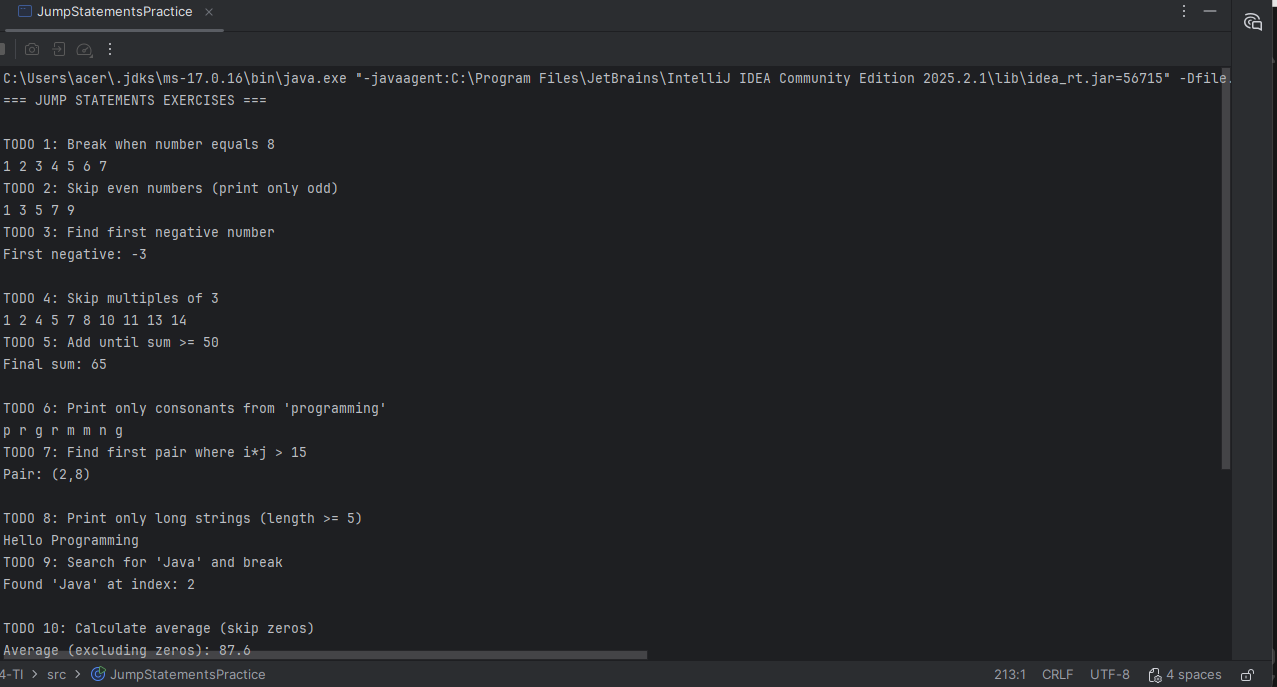 JumpStatementsPractice
C:\Users\acer\.jdks\ms-17.0.16\bin\java.exe "-javaagent:C:\Program Files\JetBrains\IntelliJ IDEA Community Edition 2025.2.1\lib\idea_rt.jar=56715" -Dfile.
=== JUMP STATEMENTS EXERCISES ===
TODO 1: Break when number equals 8
1 2 3 4 5 6 7
TODO 2: Skip even numbers (print only odd)
1 3 5 7 9
TODO 3: Find first negative number
First negative: -3
TODO 4: Skip multiples of 3
1 2 4 5 7 8 10 11 13 14
TODO 5: Add until sum >= 50
Final sum: 65
TODO 6: Print only consonants from 'programming'
p r g r m m n g
TODO 7: Find first pair where i*j > 15
Pair: (2,8)
TODO 8: Print only long strings (length >= 5)
Hello Programming
TODO 9: Search for 'Java' and break
Found 'Java' at index: 2
TODO 10: Calculate average (skip zeros)
Average (excluding zeros): 87.6
4-TI > src > JumpStatementsPractice 213:1 CRLF UTF-8 4 spaces